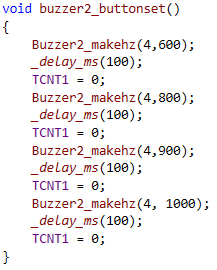 void buzzer2_buttonset()
{
    Buzzer2_makehz(4,600);
    _delay_ms(100);
    TCNT1 = 0;
    Buzzer2_makehz(4,800);
    _delay_ms(100);
    TCNT1 = 0;
    Buzzer2_makehz(4,900);
    _delay_ms(100);
    TCNT1 = 0;
    Buzzer2_makehz(4, 1000);
    _delay_ms(100);
    TCNT1 = 0;
}